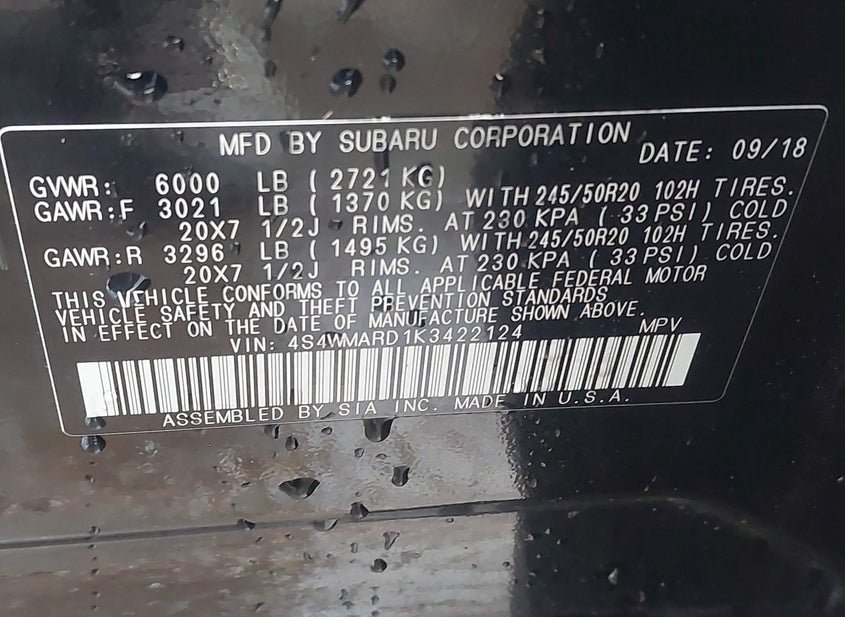 MFD BY SUBARU CORPORATION DATE: 09/18
GVWR: 6000 LB ( 2721 KG)
GAWR:F 3021 LB ( 1370 KG) WITH 245/50R20 102H TIRES.
20X7 1/2J RIMS. AT 230 KPA ( 33 PSI) COLD
GAWR:R 3296 LB ( 1495 KG) WITH 245/50R20 102H TIRES.
20X7 1/2J RIMS. AT 230 KPA ( 33 PSI) COLD
THIS VEHICLE CONFORMS TO ALL APPLICABLE FEDERAL MOTOR
VEHICLE SAFETY AND THEFT PREVENTION STANDARDS
IN EFFECT ON THE DATE OF MANUFACTURE SHOWN ABOVE.
VIN: 4S4WMARD1K3422124 MPV
ASSEMBLED BY SIA INC. MADE IN U.S.A.